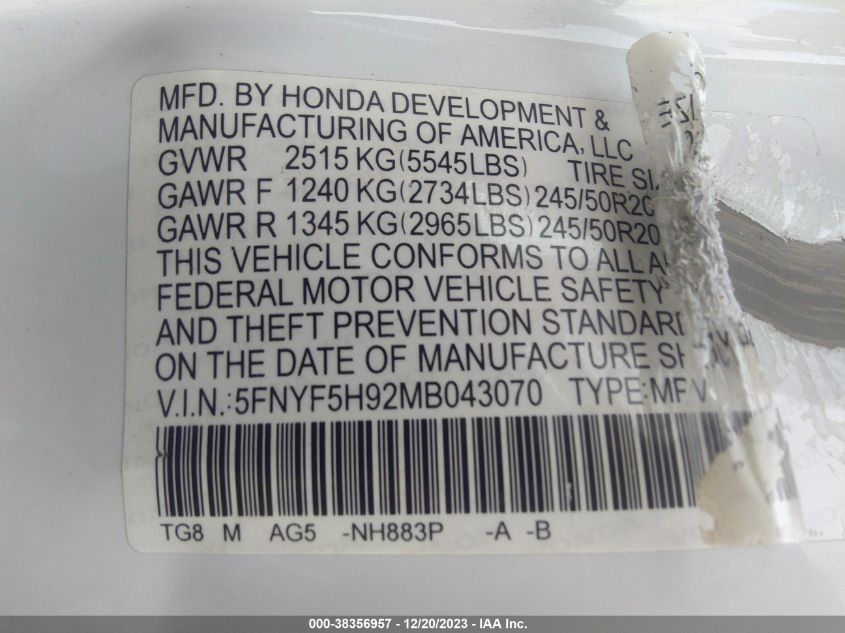 MFD. BY HONDA DEVELOPMENT &
MANUFACTURING OF AMERICA, LLC
GVWR 2515 KG(5545LBS) TIRE
GAWR F 1240 KG(2734LBS) 245/50R20
GAWR R 1345 KG(2965LBS) 245/50R20
THIS VEHICLE CONFORMS TO ALL
FEDERAL MOTOR VEHICLE SAFETY
AND THEFT PREVENTION
ON THE DATE OF MANUFACTURE
V.I.N.:5FNYF5H92MB043070 TYPE:MPV
TG8 M AG5 -NH883P -A -B
000-38356957 - 12/20/2023 - IAA Inc.